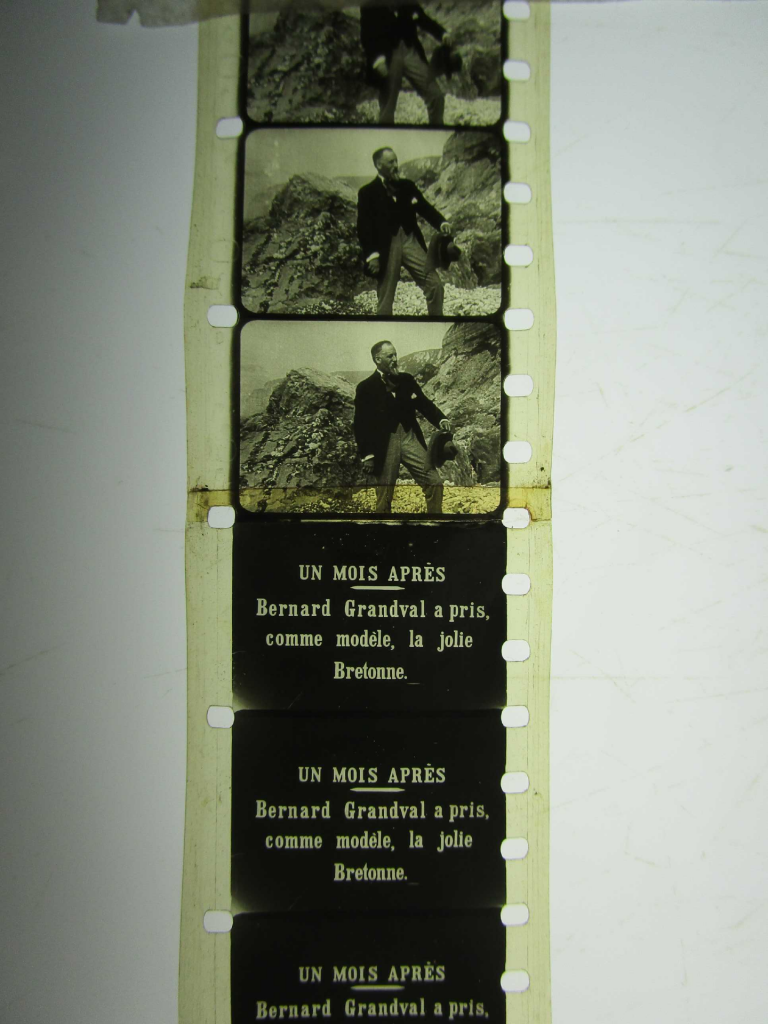 UN MOIS APRÈS
Bernard Grandval a pris,
comme modèle, la jolie
Bretonne.
UN MOIS APRÈS
Bernard Grandval a pris,
comme modèle, la jolie
Bretonne.
UN MOIS APRÈS
Bernard Grandval a pris,